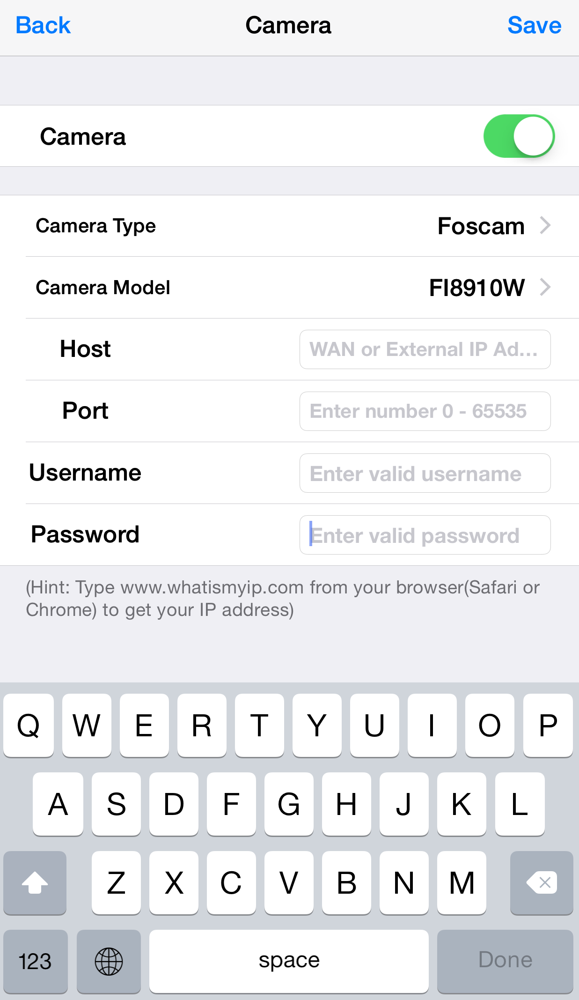 Back Camera Save
Camera
Camera Type Foscam
Camera Model FI8910W
Host WAN or External IP Ad...
Port Enter number 0 - 65535
Username Enter valid username
Password Enter valid password
(Hint: Type www.whatismyip.com from your browser(Safari or
Chrome) to get your IP address)
Q W E R T Y U I O P
A S D F G H J K L
Z X C V B N M
123 space Done